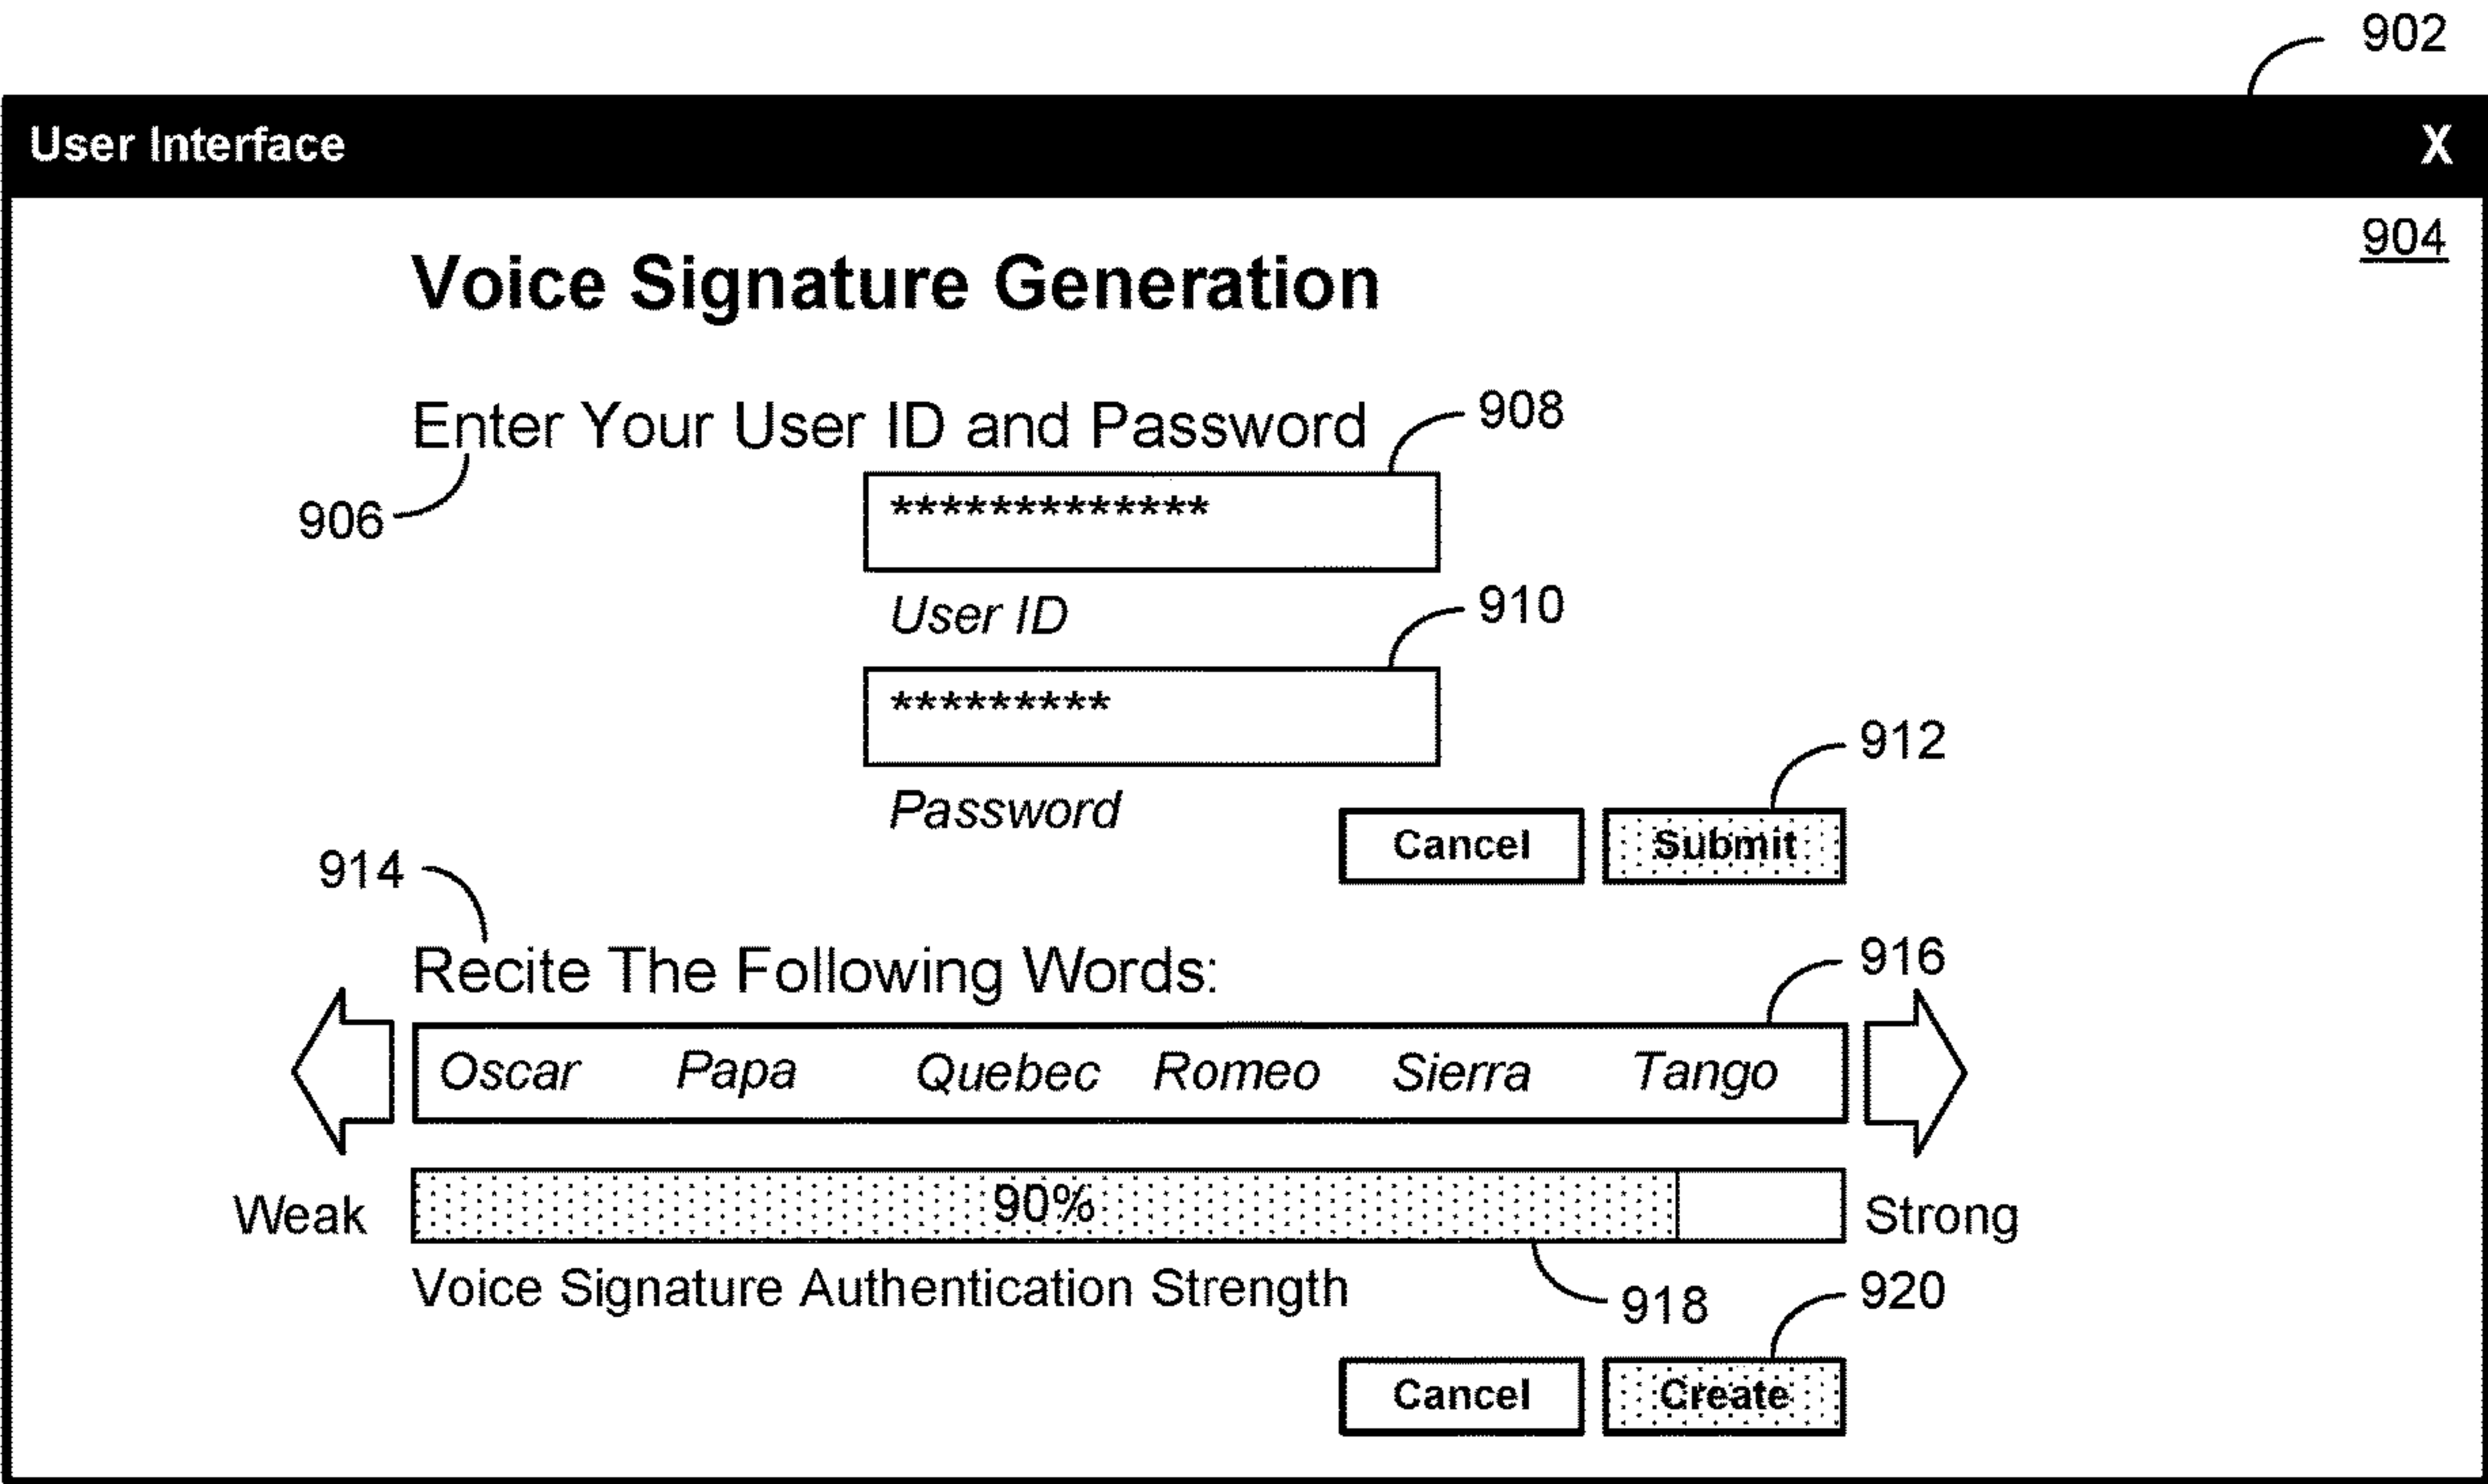 902
User Interface X
904
Voice Signature Generation
Enter Your User ID and Password 908
906 *************
User ID 910
*********
Password 912
Cancel Submit
914
Recite The Following Words: 916
Oscar Papa Quebec Romeo Sierra Tango
Weak 90% Strong
Voice Signature Authentication Strength 918 920
Cancel Create